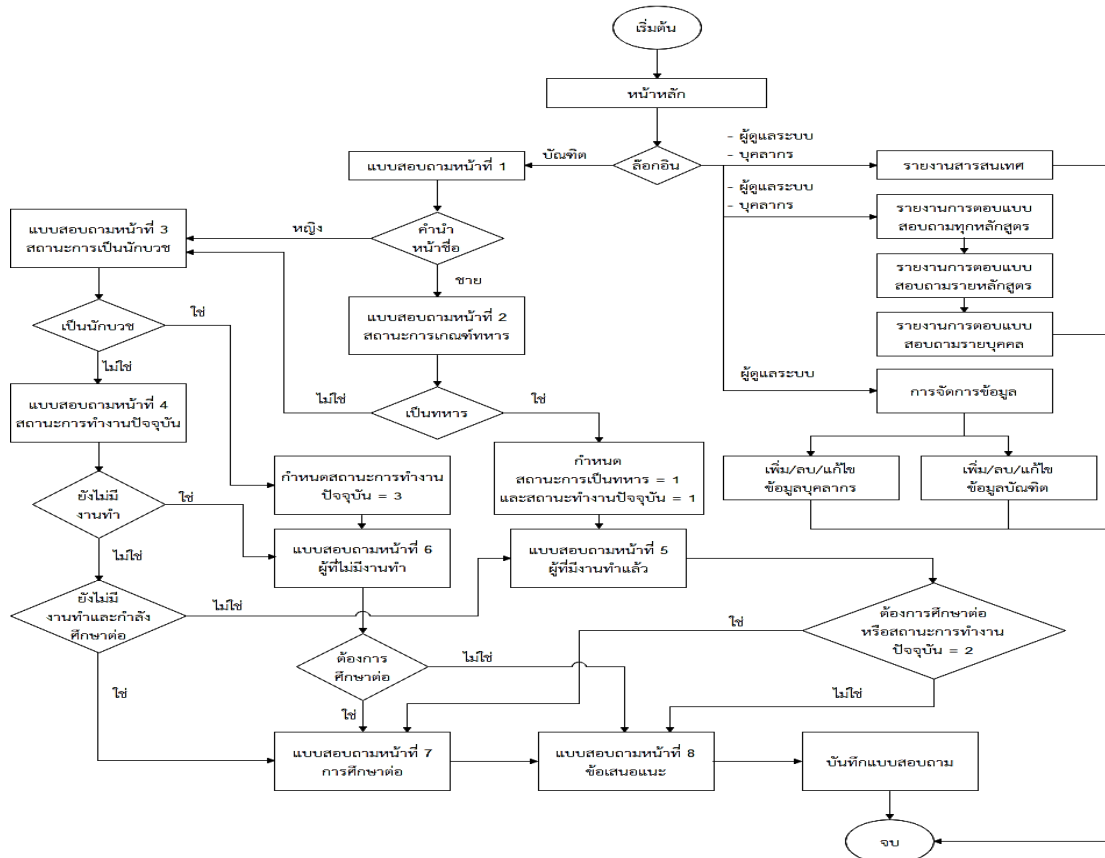 เริ่มต้น
หน้าหลัก
ล๊อกอิน
บัณฑิต
- ผู้ดูแลระบบ
- บุคลากร
รายงานสารสนเทศ
- ผู้ดูแลระบบ
- บุคลากร
รายงานการตอบแบบ
สอบถามทุกหลักสูตร
รายงานการตอบแบบ
สอบถามรายหลักสูตร
รายงานการตอบแบบ
สอบถามรายบุคคล
ผู้ดูแลระบบ
การจัดการข้อมูล
เพิ่ม/ลบ/แก้ไข
ข้อมูลบุคลากร
เพิ่ม/ลบ/แก้ไข
ข้อมูลบัณฑิต
แบบสอบถามหน้าที่ 1
คำนำ
หน้าชื่อ
หญิง
ชาย
แบบสอบถามหน้าที่ 2
สถานะการเกณฑ์ทหาร
เป็นทหาร
ไม่ใช่
ใช่
กำหนด
สถานะการเป็นทหาร = 1
และสถานะทำงานปัจจุบัน = 1
แบบสอบถามหน้าที่ 3
สถานะการเป็นนักบวช
เป็นนักบวช
ใช่
ไม่ใช่
แบบสอบถามหน้าที่ 4
สถานะการทำงานปัจจุบัน
กำหนดสถานะการทำงาน
ปัจจุบัน = 3
ยังไม่มี
งานทำ
ใช่
ไม่ใช่
แบบสอบถามหน้าที่ 6
ผู้ที่ไม่มีงานทำ
แบบสอบถามหน้าที่ 5
ผู้ที่มีงานทำแล้ว
ยังไม่มี
งานทำและกำลัง
ศึกษาต่อ
ไม่ใช่
ใช่
ต้องการ
ศึกษาต่อ
ไม่ใช่
ใช่
ต้องการศึกษาต่อ
หรือสถานะการทำงาน
ปัจจุบัน = 2
ใช่
ไม่ใช่
แบบสอบถามหน้าที่ 7
การศึกษาต่อ
แบบสอบถามหน้าที่ 8
ข้อเสนอแนะ
บันทึกแบบสอบถาม
จบ